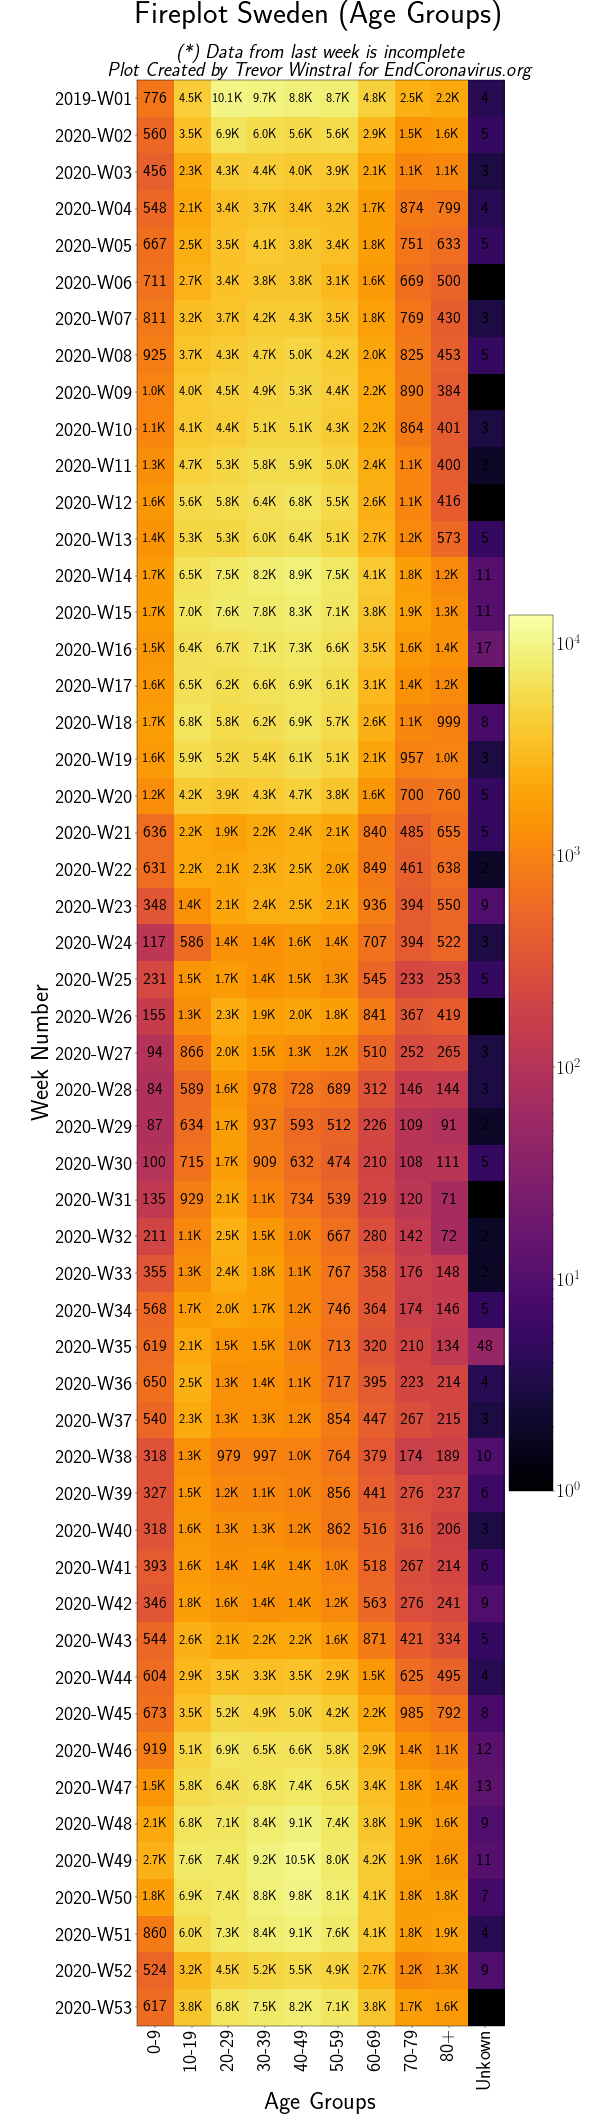 Fireplot Sweden (Age Groups)
(*) Data from last week is incomplete
Plot Created by Trevor Winstral for EndCoronavirus.org
2019-W01 776 4.5K 10.1K 9.7K 8.8K 8.7K 4.8K 2.5K 2.2K 4
2020-W02 560 3.5K 6.9K 6.0K 5.6K 5.6K 2.9K 1.5K 1.6K 5
2020-W03 456 2.3K 4.3K 4.4K 4.0K 3.9K 2.1K 1.1K 1.1K 3
2020-W04 548 2.1K 3.4K 3.7K 3.4K 3.2K 1.7K 874 799 4
2020-W05 667 2.5K 3.5K 4.1K 3.8K 3.4K 1.8K 751 633 5
2020-W06 711 2.7K 3.4K 3.8K 3.8K 3.1K 1.6K 669 500
2020-W07 811 3.2K 3.7K 4.2K 4.3K 3.5K 1.8K 769 430 3
2020-W08 925 3.7K 4.3K 4.7K 5.0K 4.2K 2.0K 825 453 5
2020-W09 1.0K 4.0K 4.5K 4.9K 5.3K 4.4K 2.2K 890 384
2020-W10 1.1K 4.1K 4.4K 5.1K 5.1K 4.3K 2.2K 864 401 3
2020-W11 1.3K 4.7K 5.3K 5.8K 5.9K 5.0K 2.4K 1.1K 400 2
2020-W12 1.6K 5.6K 5.8K 6.4K 6.8K 5.5K 2.6K 1.1K 416
2020-W13 1.4K 5.3K 5.3K 6.0K 6.4K 5.1K 2.7K 1.2K 573 5
2020-W14 1.7K 6.5K 7.5K 8.2K 8.9K 7.5K 4.1K 1.8K 1.2K 11
2020-W15 1.7K 7.0K 7.6K 7.8K 8.3K 7.1K 3.8K 1.9K 1.3K 11
2020-W16 1.5K 6.4K 6.7K 7.1K 7.3K 6.6K 3.5K 1.6K 1.4K 17
2020-W17 1.6K 6.5K 6.2K 6.6K 6.9K 6.1K 3.1K 1.4K 1.2K
2020-W18 1.7K 6.8K 5.8K 6.2K 6.9K 5.7K 2.6K 1.1K 999 8
2020-W19 1.6K 5.9K 5.2K 5.4K 6.1K 5.1K 2.1K 957 1.0K 3
2020-W20 1.2K 4.2K 3.9K 4.3K 4.7K 3.8K 1.6K 700 760 5
2020-W21 636 2.2K 1.9K 2.2K 2.4K 2.1K 840 485 655 5
2020-W22 631 2.2K 2.1K 2.3K 2.5K 2.0K 849 461 638 2
2020-W23 348 1.4K 2.1K 2.4K 2.5K 2.1K 936 394 550 9
2020-W24 117 586 1.4K 1.4K 1.6K 1.4K 707 394 522 3
2020-W25 231 1.5K 1.7K 1.4K 1.5K 1.3K 545 233 253 5
2020-W26 155 1.3K 2.3K 1.9K 2.0K 1.8K 841 367 419
2020-W27 94 866 2.0K 1.5K 1.3K 1.2K 510 252 265 3
2020-W28 84 589 1.6K 978 728 689 312 146 144 3
2020-W29 87 634 1.7K 937 593 512 226 109 91 2
2020-W30 100 715 1.7K 909 632 474 210 108 111 5
2020-W31 135 929 2.1K 1.1K 734 539 219 120 71
2020-W32 211 1.1K 2.5K 1.5K 1.0K 667 280 142 72 2
2020-W33 355 1.3K 2.4K 1.8K 1.1K 767 358 176 148 2
2020-W34 568 1.7K 2.0K 1.7K 1.2K 746 364 174 146 5
2020-W35 619 2.1K 1.5K 1.5K 1.0K 713 320 210 134 48
2020-W36 650 2.5K 1.3K 1.4K 1.1K 717 395 223 214 4
2020-W37 540 2.3K 1.3K 1.3K 1.2K 854 447 267 215 3
2020-W38 318 1.3K 979 997 1.0K 764 379 174 189 10
2020-W39 327 1.5K 1.2K 1.1K 1.0K 856 441 276 237 6
2020-W40 318 1.6K 1.3K 1.3K 1.2K 862 516 316 206 3
2020-W41 393 1.6K 1.4K 1.4K 1.4K 1.0K 518 267 214 6
2020-W42 346 1.8K 1.6K 1.4K 1.4K 1.2K 563 276 241 9
2020-W43 544 2.6K 2.1K 2.2K 2.2K 1.6K 871 421 334 5
2020-W44 604 2.9K 3.5K 3.3K 3.5K 2.9K 1.5K 625 495 4
2020-W45 673 3.5K 5.2K 4.9K 5.0K 4.2K 2.2K 985 792 8
2020-W46 919 5.1K 6.9K 6.5K 6.6K 5.8K 2.9K 1.4K 1.1K 12
2020-W47 1.5K 5.8K 6.4K 6.8K 7.4K 6.5K 3.4K 1.8K 1.4K 13
2020-W48 2.1K 6.8K 7.1K 8.4K 9.1K 7.4K 3.8K 1.9K 1.6K 9
2020-W49 2.7K 7.6K 7.4K 9.2K 10.5K 8.0K 4.2K 1.9K 1.6K 11
2020-W50 1.8K 6.9K 7.4K 8.8K 9.8K 8.1K 4.1K 1.8K 1.8K 7
2020-W51 860 6.0K 7.3K 8.4K 9.1K 7.6K 4.1K 1.8K 1.9K 4
2020-W52 524 3.2K 4.5K 5.2K 5.5K 4.9K 2.7K 1.2K 1.3K 9
2020-W53 617 3.8K 6.8K 7.5K 8.2K 7.1K 3.8K 1.7K 1.6K
0-9 10-19 20-29 30-39 40-49 50-59 60-69 70-79 80+ Unkown
Age Groups
Week Number
10⁴
10³
10²
10¹
10⁰